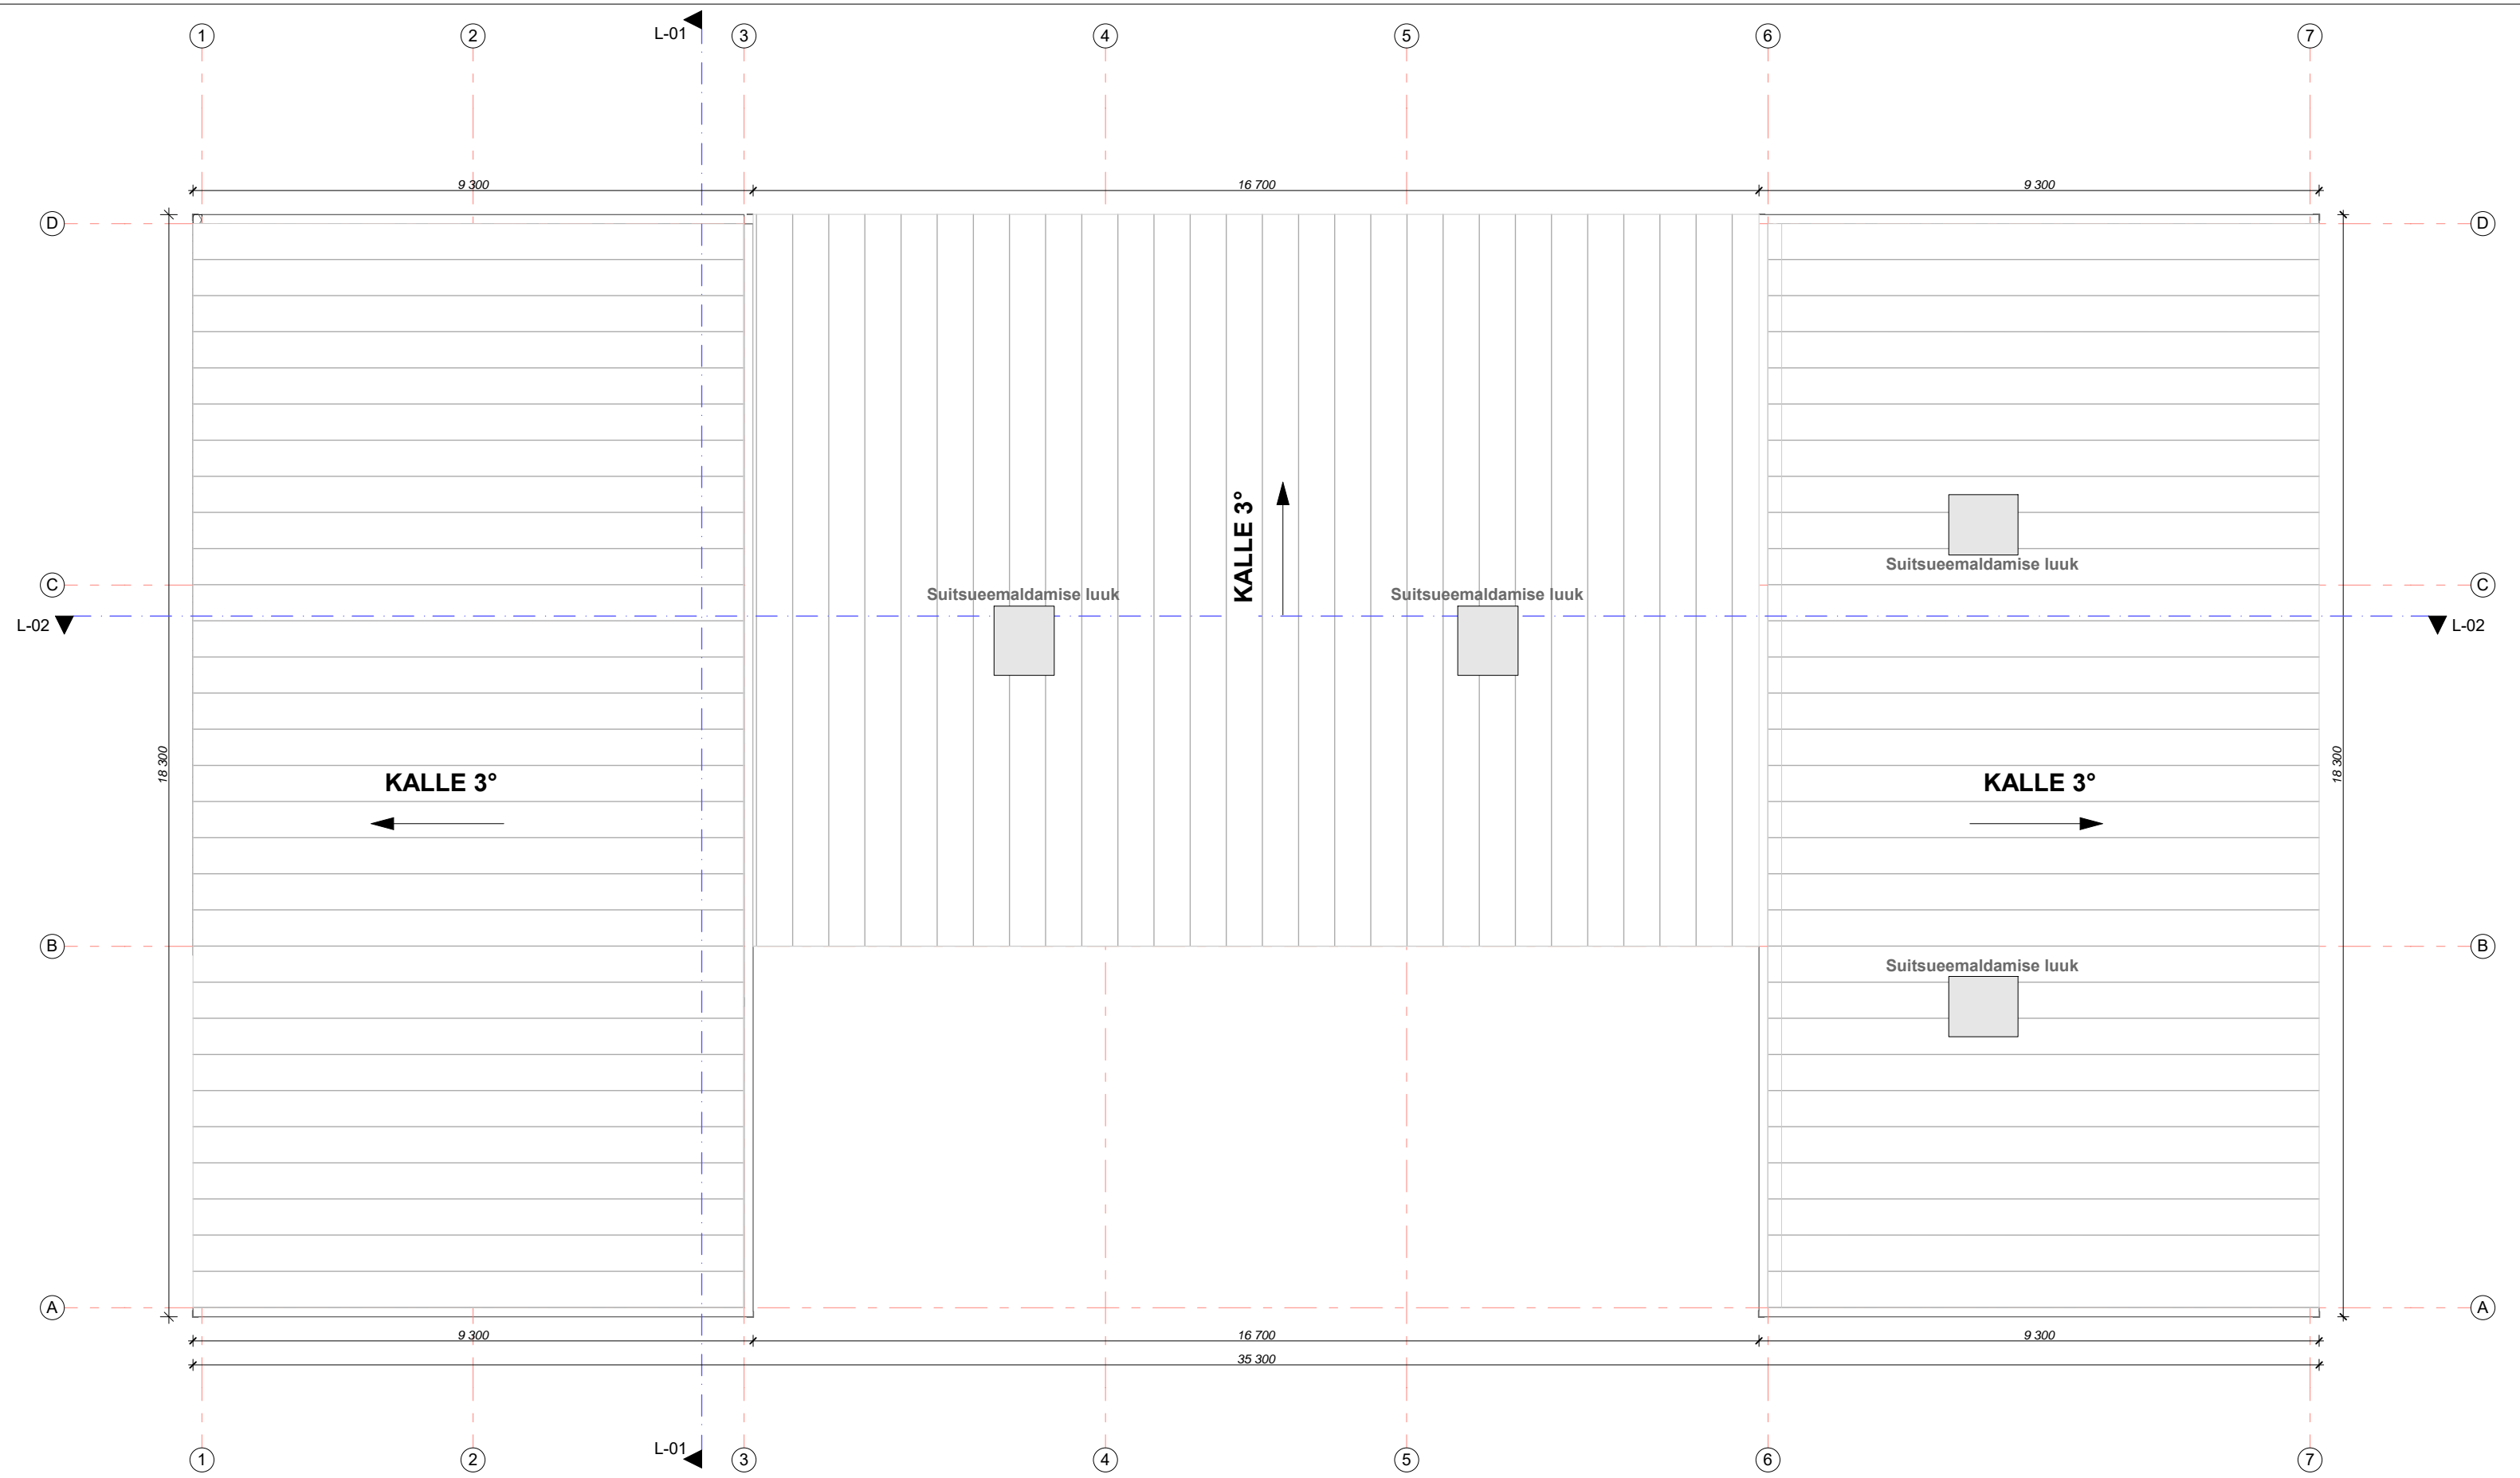 L-01
1 2 3 4 5 6 7
9 300 16 700 9 300
D D
KALLE 3°
Suitsueemaldamise luuk
C C
Suitsueemaldamise luuk Suitsueemaldamise luuk
L-02 L-02
18 300 18 300
KALLE 3° KALLE 3°
B B
Suitsueemaldamise luuk
A A
9 300 16 700 9 300
35 300
L-01
1 2 3 4 5 6 7